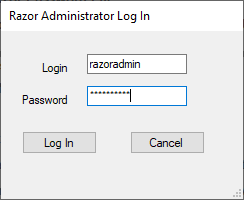 Razor Administrator Log In
Login razoradmin
Password **********
Log In Cancel